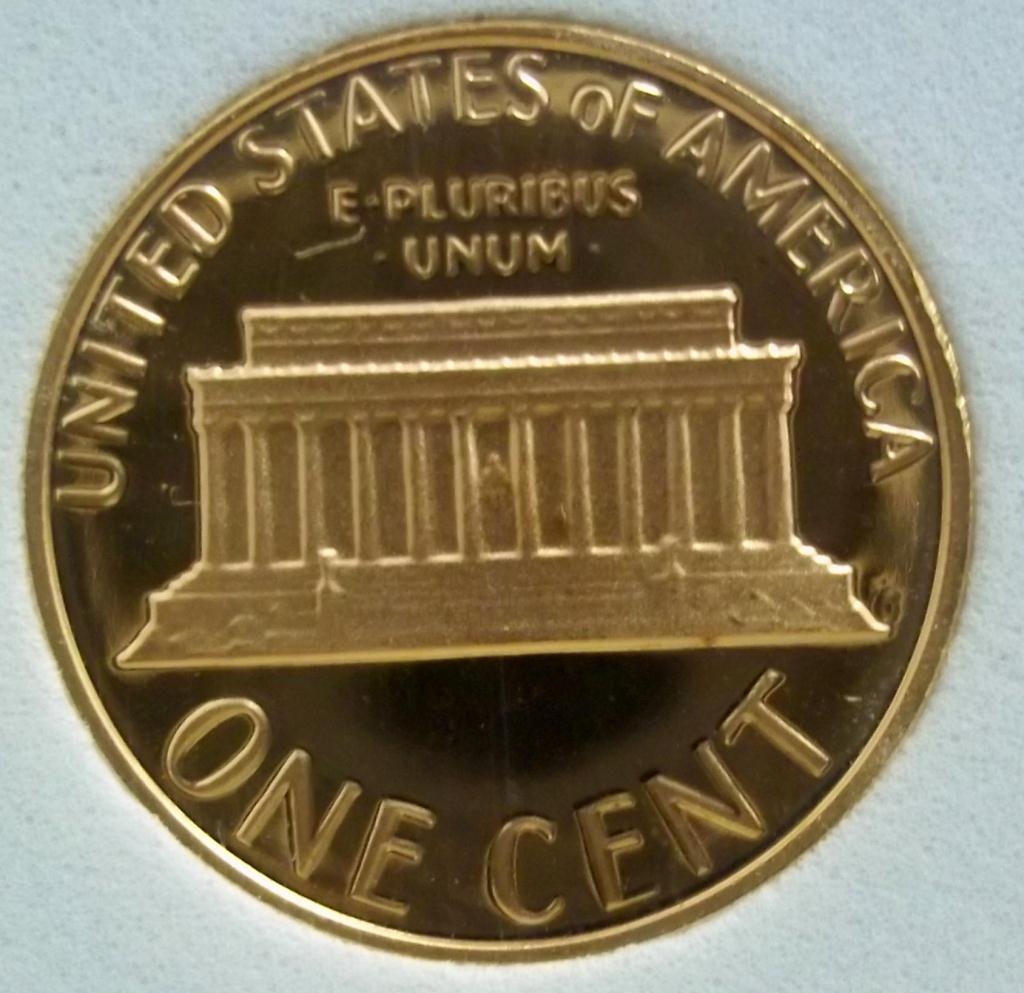 UNITED STATES OF AMERICA
E·PLURIBUS
·UNUM·
ONE CENT